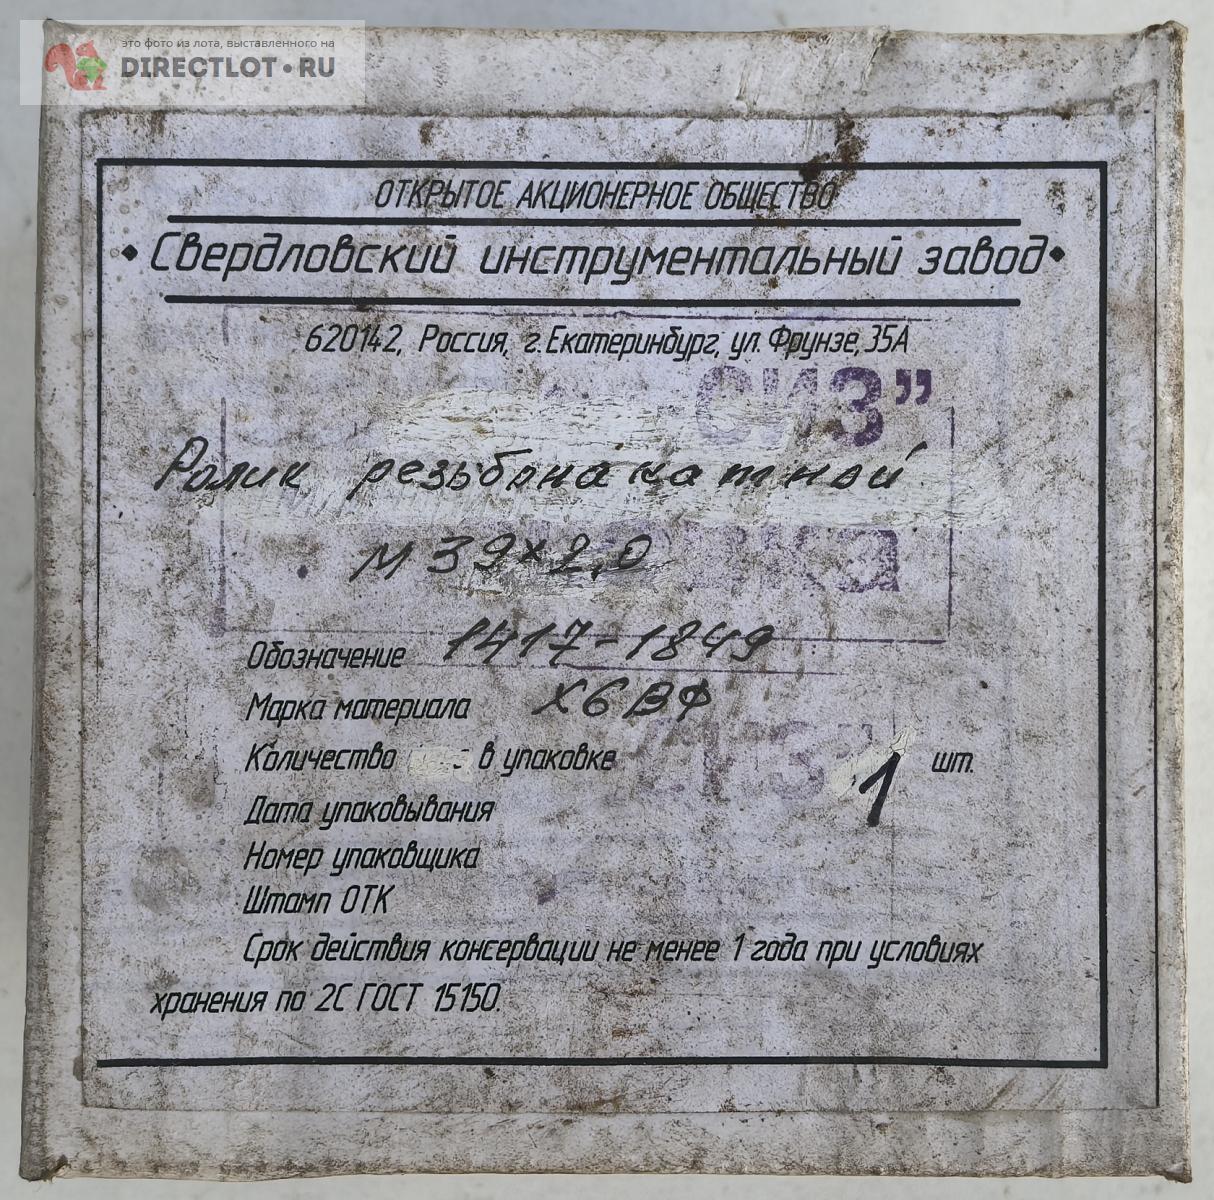 это фото из лота, выставленного на
DIRECTLOT•RU
ОТКРЫТОЕ АКЦИОНЕРНОЕ ОБЩЕСТВО
• Свердловский инструментальный завод •
620142, Россия, г. Екатеринбург, ул. Фрунзе, 35А
СИЗ”
Ролик резьбонакатной
М 39×2,0
Обозначение 1417-1849
Марка материала Х6ВФ
Количество в упаковке 1 шт.
Дата упаковывания
Номер упаковщика
Штамп ОТК
Срок действия консервации не менее 1 года при условиях
хранения по 2С ГОСТ 15150.